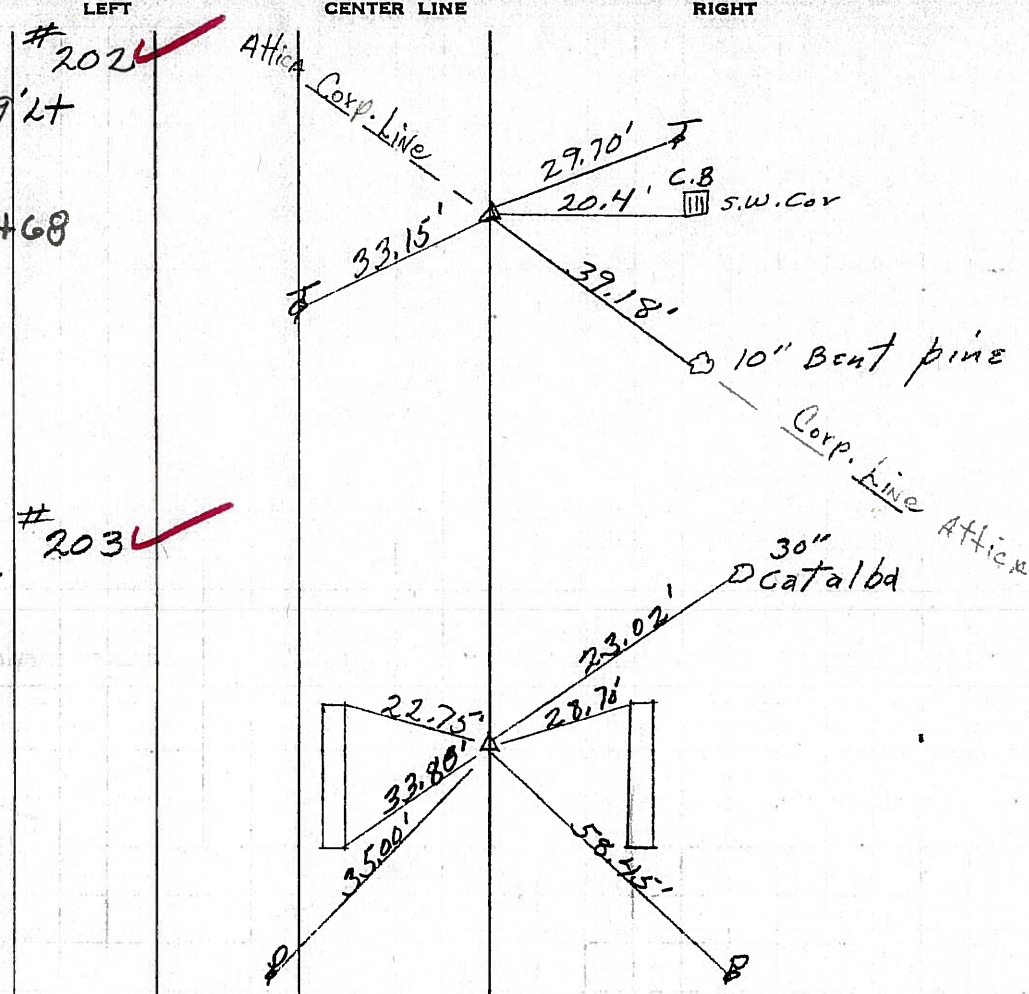 LEFT CENTER LINE RIGHT
# 202
Attica Corp. Line
9' Lt
29.70'
C.B
20.4' S.W. Cor
+68
33.15'
39.18'
10" Bent pine
Corp. Line Attica
# 203
30"
Catalba
23.02'
22.75' 28.70'
33.80'
35.00' 58.45'